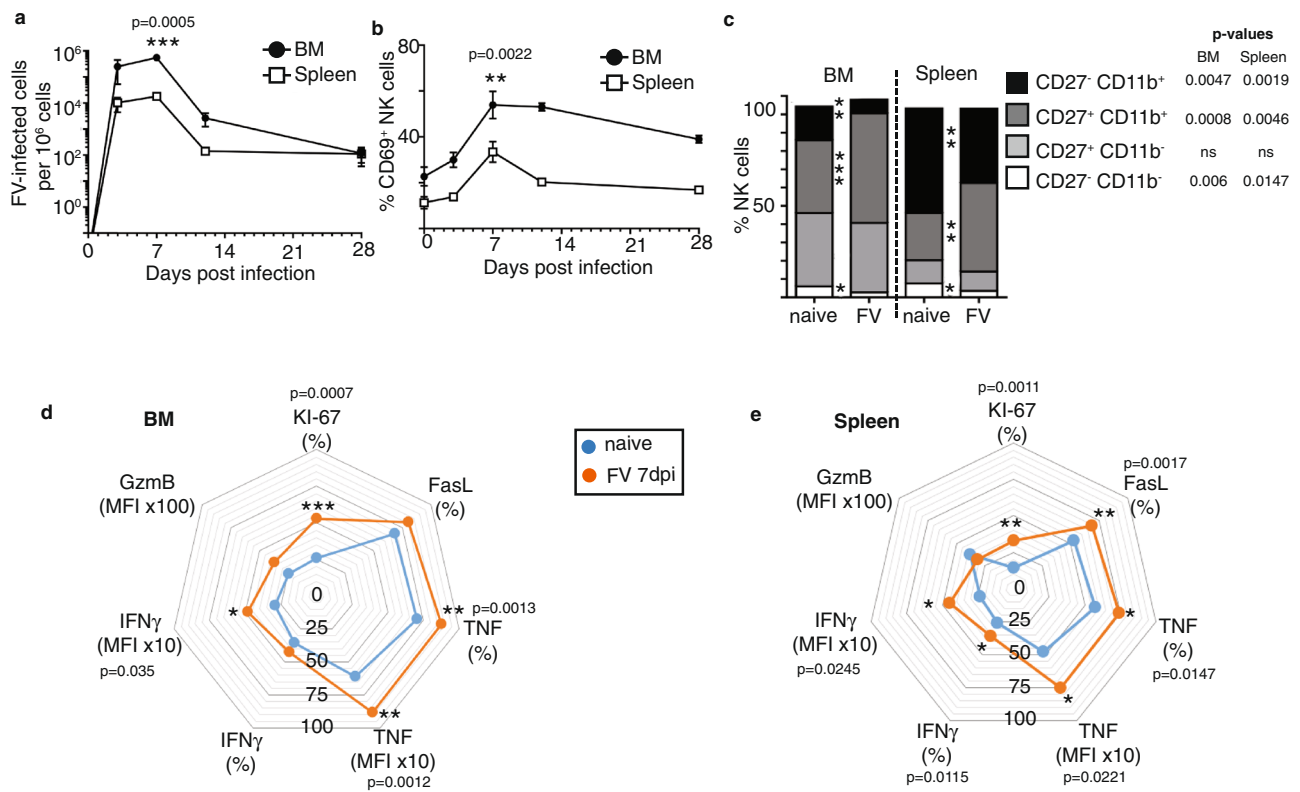 a
p=0.0005
***
BM
Spleen
FV-infected cells
per 10⁶ cells
10⁶
10⁴
10²
10⁰
0 7 14 21 28
Days post infection
b
p=0.0022
**
BM
Spleen
% CD69⁺ NK cells
80
40
0 7 14 21 28
Days post infection
c
BM Spleen
% NK cells
100
50
**
***
*
**
**
*
naive FV naive FV
p-values
BM Spleen
CD27⁻ CD11b⁺ 0.0047 0.0019
CD27⁺ CD11b⁺ 0.0008 0.0046
CD27⁺ CD11b⁻ ns ns
CD27⁻ CD11b⁻ 0.006 0.0147
d
BM
p=0.0007
KI-67
(%)
***
FasL
(%)
** p=0.0013
TNF
(%)
**
TNF
(MFI x10)
p=0.0012
IFNγ
(%)
*
IFNγ
(MFI x10)
p=0.035
GzmB
(MFI x100)
0
25
50
75
100
naive
FV 7dpi
e
Spleen
p=0.0011
KI-67
(%)
**
p=0.0017
FasL
(%)
**
*
TNF
(%)
p=0.0147
*
TNF
(MFI x10)
p=0.0221
*
IFNγ
(%)
p=0.0115
*
IFNγ
(MFI x10)
p=0.0245
GzmB
(MFI x100)
0
25
50
75
100